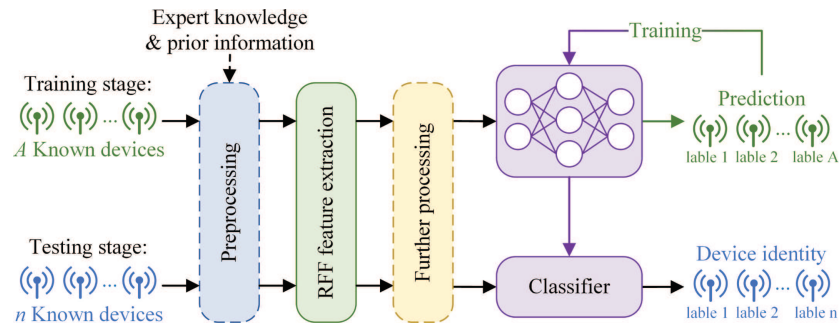 Expert knowledge
& prior information
Training
Training stage:
...
A Known devices
Preprocessing
RFF feature extraction
Further processing
Prediction
...
lable 1 lable 2 lable A
Testing stage:
...
n Known devices
Classifier
Device identity
...
lable 1 lable 2 lable n